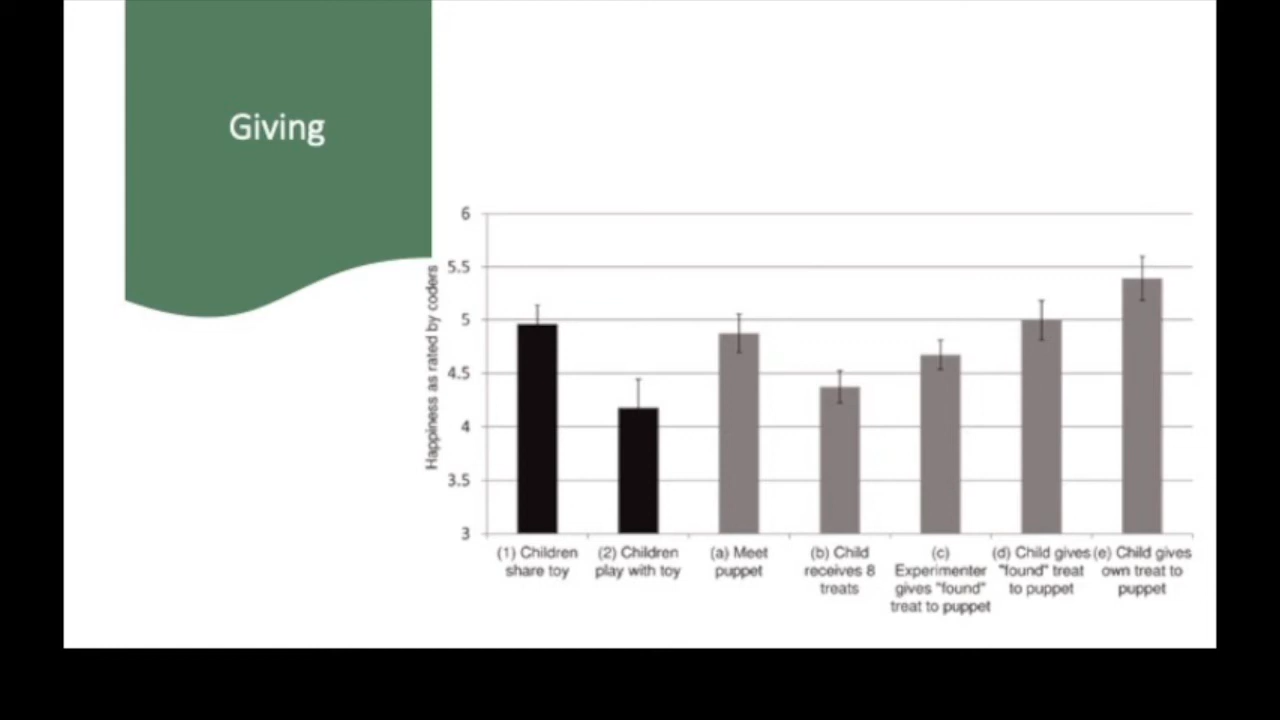 Giving
Happiness as rated by coders
6
5.5
5
4.5
4
3.5
3
(1) Children
share toy
(2) Children
play with toy
(a) Meet
puppet
(b) Child
receives 8
treats
(c)
Experimenter
gives "found"
treat to puppet
(d) Child gives
"found" treat
to puppet
(e) Child gives
own treat to
puppet